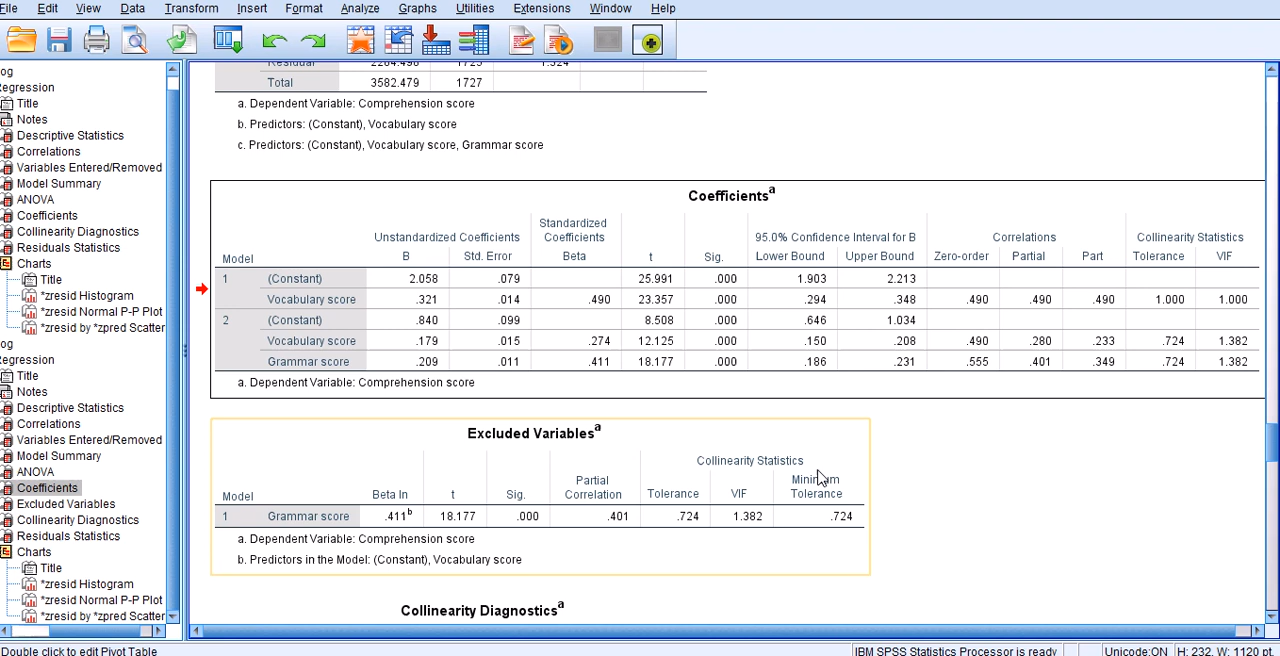 File Edit View Data Transform Insert Format Analyze Graphs Utilities Extensions Window Help
og
egression
Title
Notes
Descriptive Statistics
Correlations
Variables Entered/Removed
Model Summary
ANOVA
Coefficients
Collinearity Diagnostics
Residuals Statistics
Charts
Title
*zresid Histogram
*zresid Normal P-P Plot
*zresid by *zpred Scatter
og
egression
Title
Notes
Descriptive Statistics
Correlations
Variables Entered/Removed
Model Summary
ANOVA
Coefficients
Excluded Variables
Collinearity Diagnostics
Residuals Statistics
Charts
Title
*zresid Histogram
*zresid Normal P-P Plot
*zresid by *zpred Scatter
Residual 2284.498 1725 1.324
Total 3582.479 1727
a. Dependent Variable: Comprehension score
b. Predictors: (Constant), Vocabulary score
c. Predictors: (Constant), Vocabulary score, Grammar score
Coefficientsa
Unstandardized Coefficients Standardized Coefficients 95.0% Confidence Interval for B Correlations Collinearity Statistics
Model B Std. Error Beta t Sig. Lower Bound Upper Bound Zero-order Partial Part Tolerance VIF
1 (Constant) 2.058 .079 25.991 .000 1.903 2.213
Vocabulary score .321 .014 .490 23.357 .000 .294 .348 .490 .490 .490 1.000 1.000
2 (Constant) .840 .099 8.508 .000 .646 1.034
Vocabulary score .179 .015 .274 12.125 .000 .150 .208 .490 .280 .233 .724 1.382
Grammar score .209 .011 .411 18.177 .000 .186 .231 .555 .401 .349 .724 1.382
a. Dependent Variable: Comprehension score
Excluded Variablesa
Collinearity Statistics
Model Beta In t Sig. Partial Correlation Tolerance VIF Minimum Tolerance
1 Grammar score .411b 18.177 .000 .401 .724 1.382 .724
a. Dependent Variable: Comprehension score
b. Predictors in the Model: (Constant), Vocabulary score
Collinearity Diagnosticsa
Double click to edit Pivot Table IBM SPSS Statistics Processor is ready Unicode:ON H: 232, W: 1120 pt.